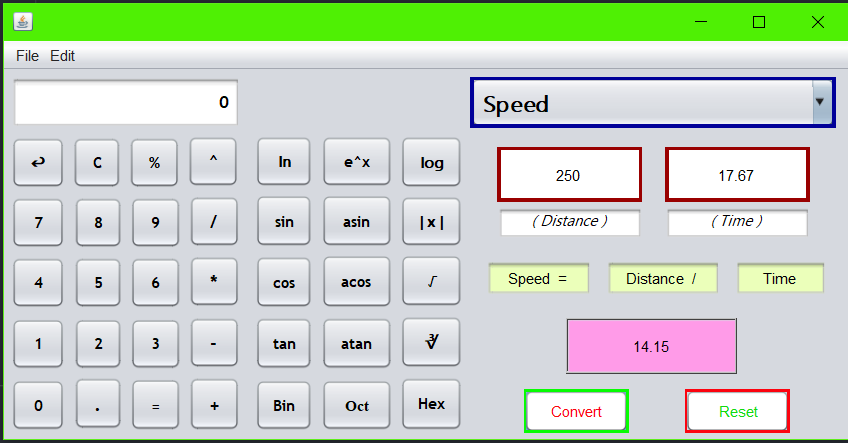 File Edit
0
Speed
↩ C % ^ ln e^x log
250 17.67
7 8 9 / sin asin |x|
( Distance ) ( Time )
4 5 6 * cos acos √
Speed = Distance / Time
1 2 3 - tan atan ∛
14.15
0 . = + Bin Oct Hex
Convert Reset